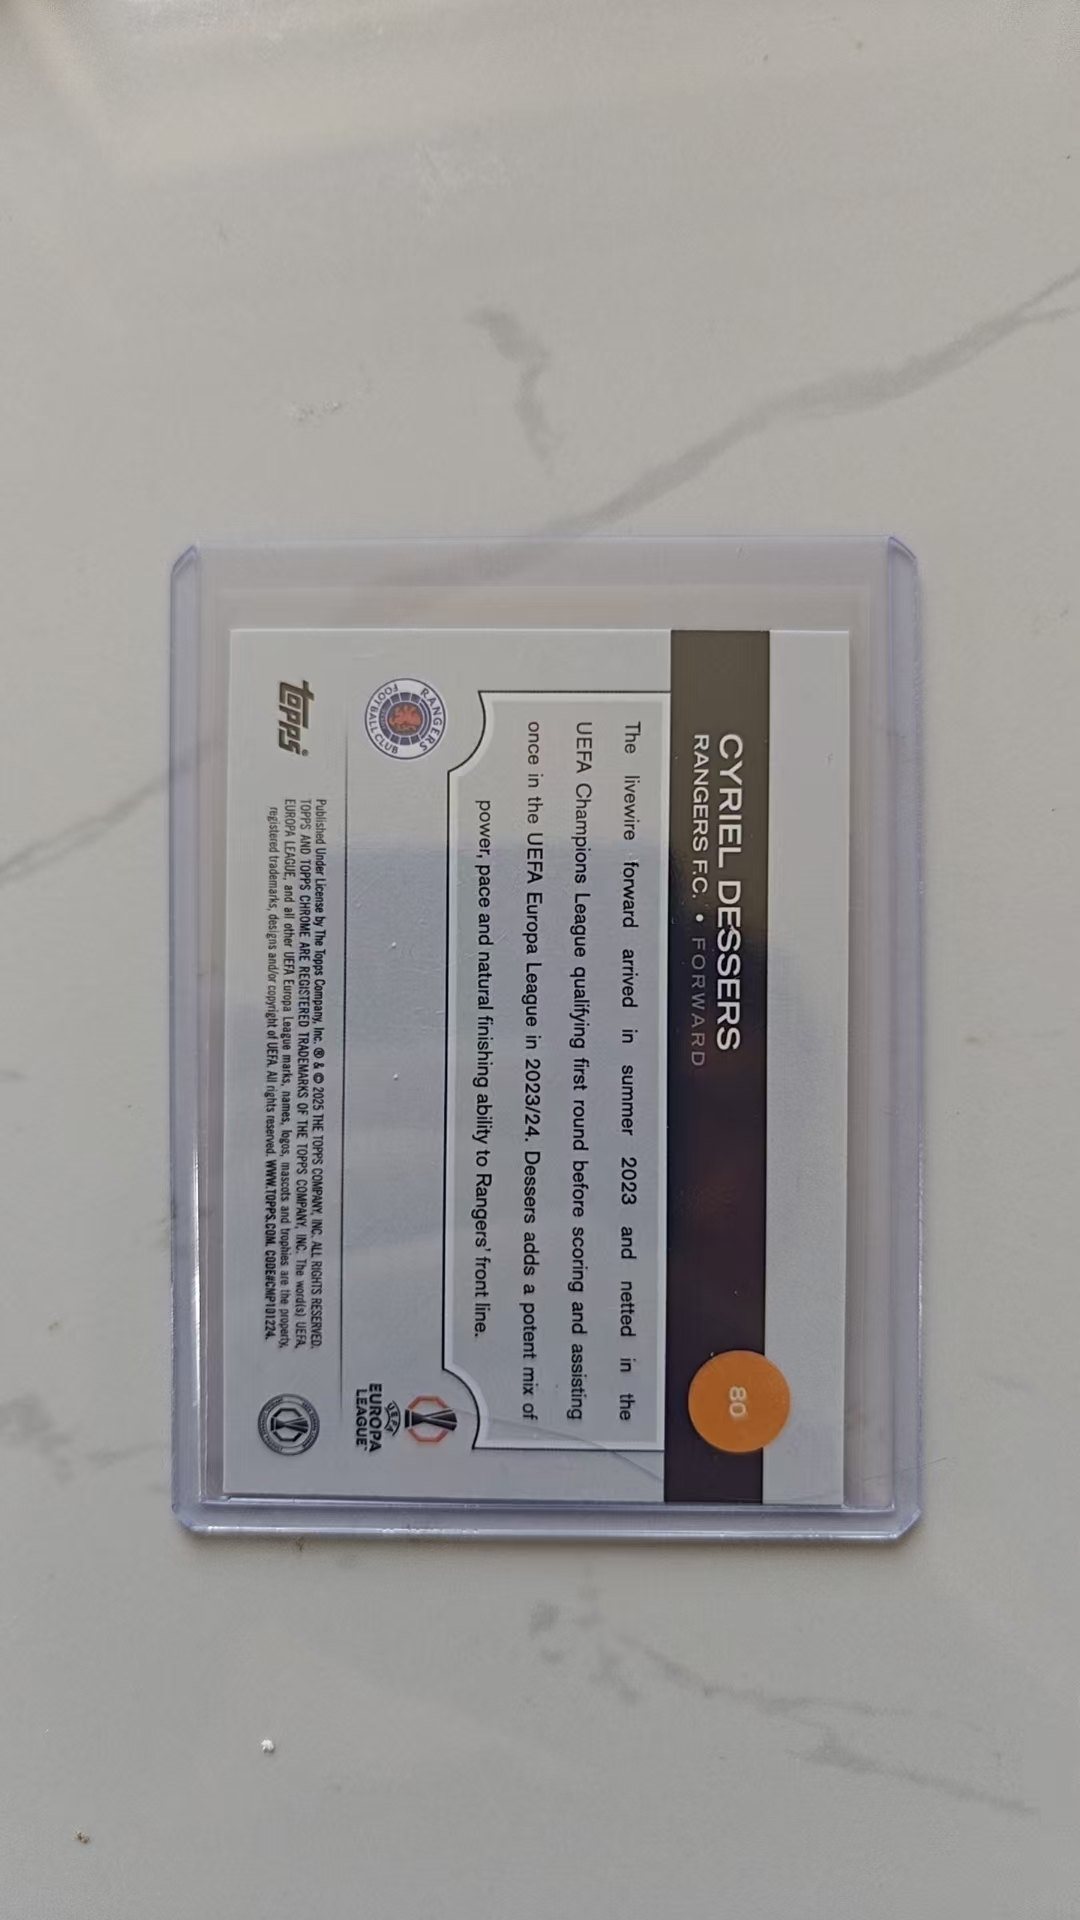 80
CYRIEL DESSERS
RANGERS F.C. • FORWARD
The livewire forward arrived in summer 2023 and netted in the
UEFA Champions League qualifying first round before scoring and assisting
once in the UEFA Europa League in 2023/24. Dessers adds a potent mix of
power, pace and natural finishing ability to Rangers' front line.
RANGERS
FOOTBALL CLUB
UEFA
EUROPA
LEAGUE
topps
Published Under License by The Topps Company, Inc. ® & © 2025 THE TOPPS COMPANY, INC. ALL RIGHTS RESERVED.
TOPPS AND TOPPS CHROME ARE REGISTERED TRADEMARKS OF THE TOPPS COMPANY, INC. The word(s) UEFA,
EUROPA LEAGUE, and all other UEFA Europa League marks, names, logos, mascots and trophies are the property,
registered trademarks, designs and/or copyright of UEFA. All rights reserved. WWW.TOPPS.COM. CODE#CMP101224.